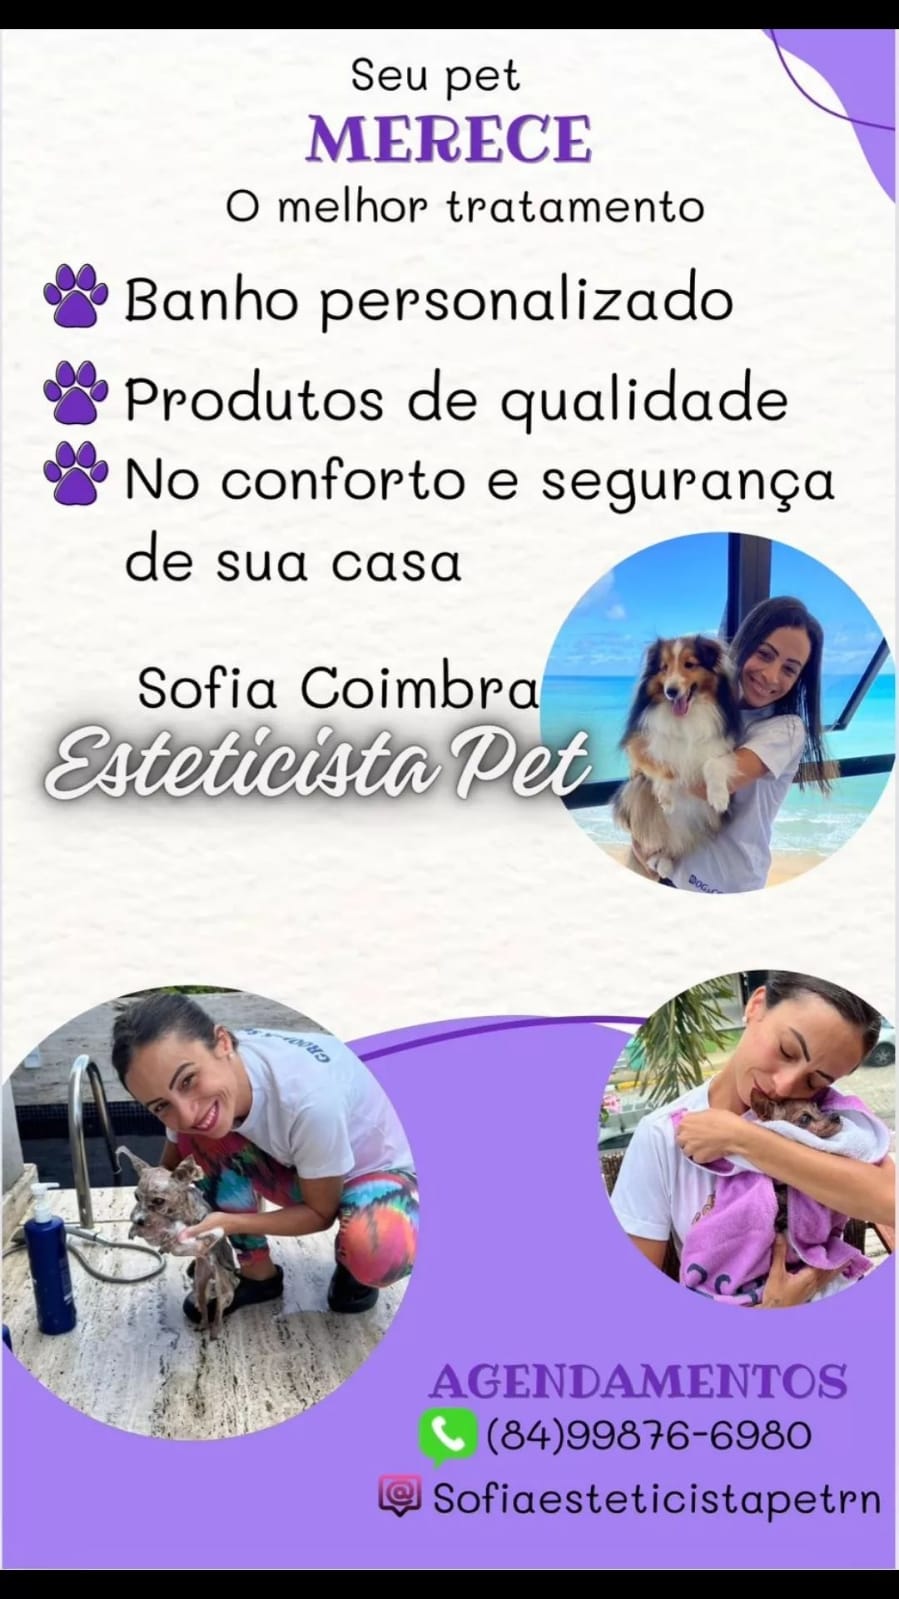 Seu pet
MERECE
O melhor tratamento
Banho personalizado
Produtos de qualidade
No conforto e segurança
de sua casa
Sofia Coimbra
Esteticista Pet
AGENDAMENTOS
(84)99876-6980
Sofiaesteticistapetrn